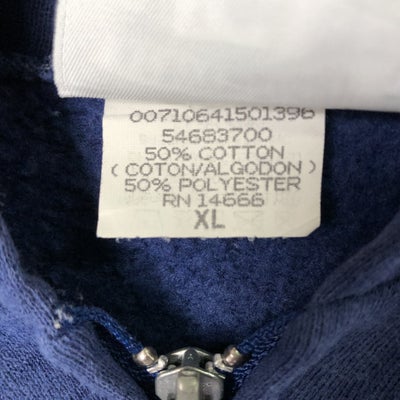 00710641501396
54683700
50% COTTON
(COTON/ALGODON)
50% POLYESTER
RN 14666
XL